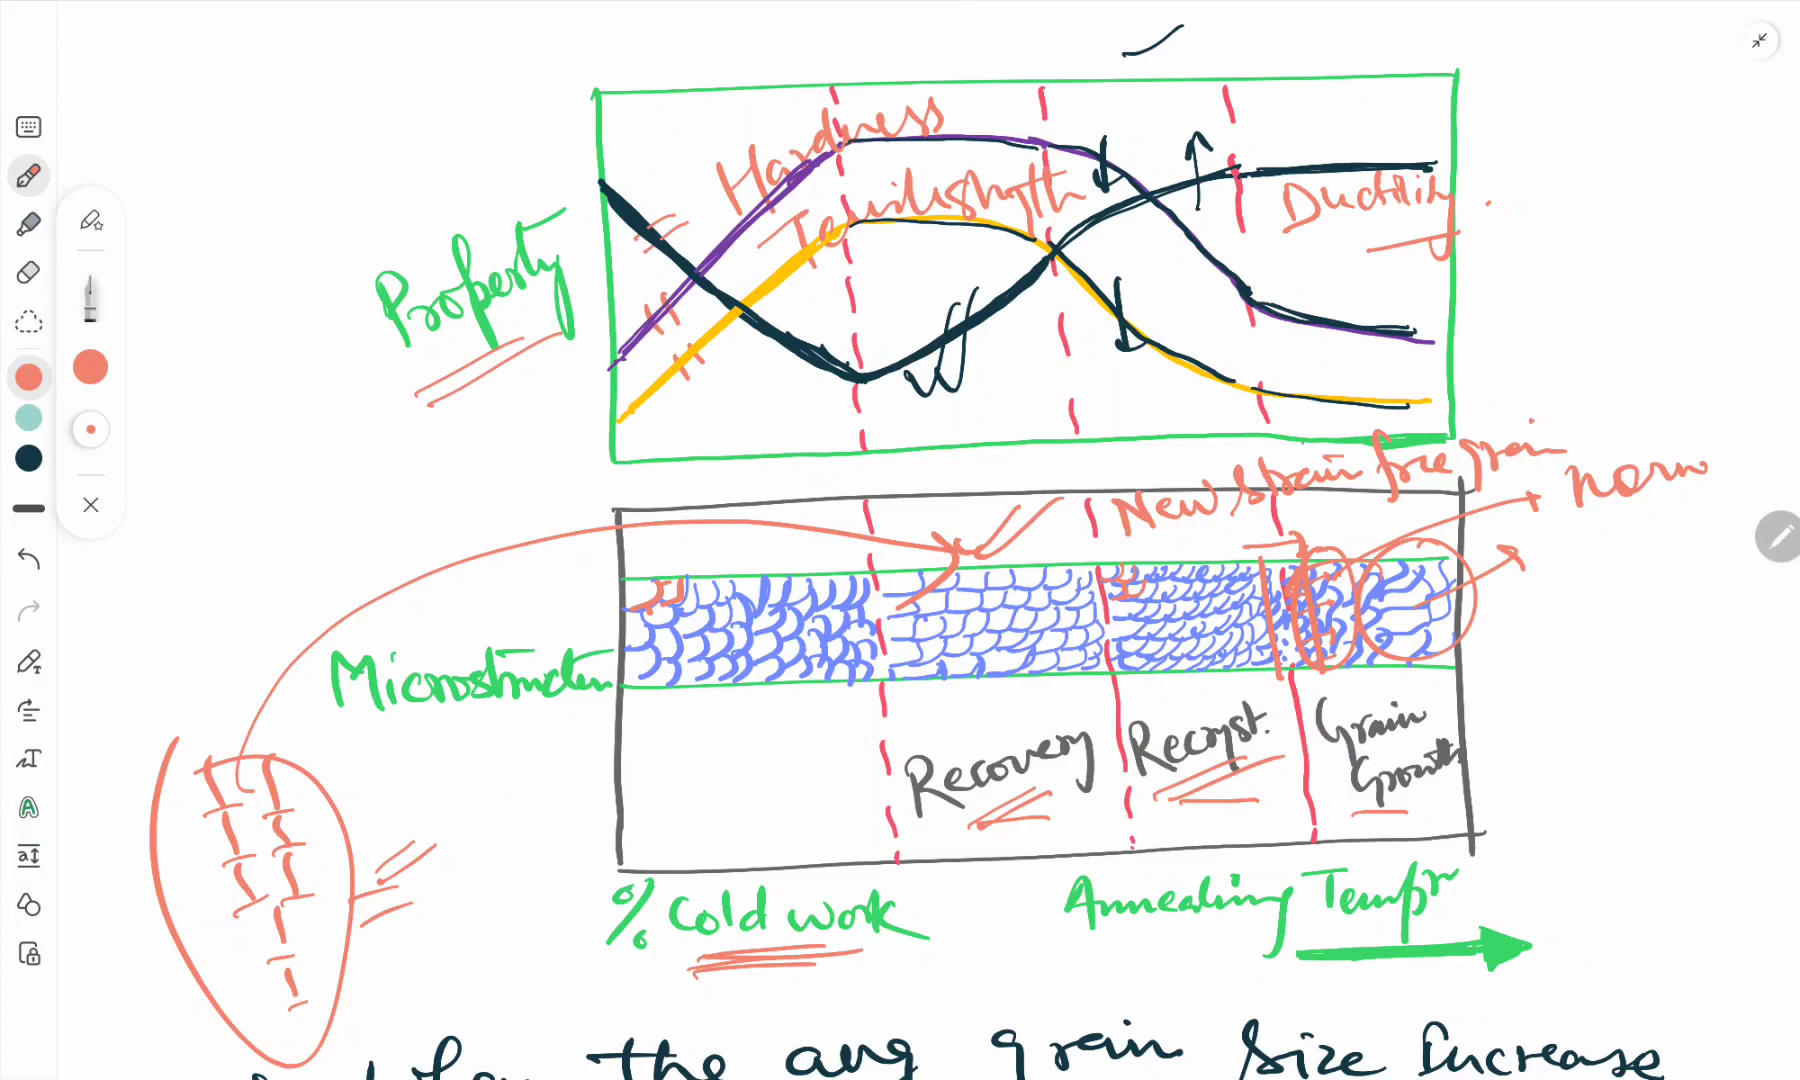 Hardness
Tensile strength
Ductility
Property
New strain free grain
norm
Microstructure
Recovery
Recryst.
Grain
Growth
% Cold work
Annealing Tempr
the avg grain size increase